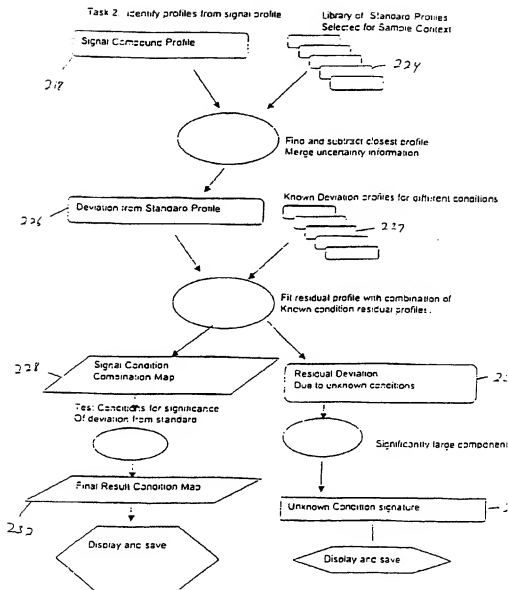 Task 2. Identify profiles from signal profile
Library of Standard Profiles
Selected for Sample Context
Signal Compound Profile
224
218
Find and subtract closest profile
Merge uncertainty information
226
Deviation from Standard Profile
Known Deviation profiles for different conditions
227
Fit residual profile with combination of
Known condition residual profiles.
228
Signal Condition
Combination Map
Residual Deviation
Due to unknown conditions
Test Conditions for significance
Of deviation from standard
Significantly large component
Final Result Condition Map
232
Unknown Condition signature
Display and save
Display and save